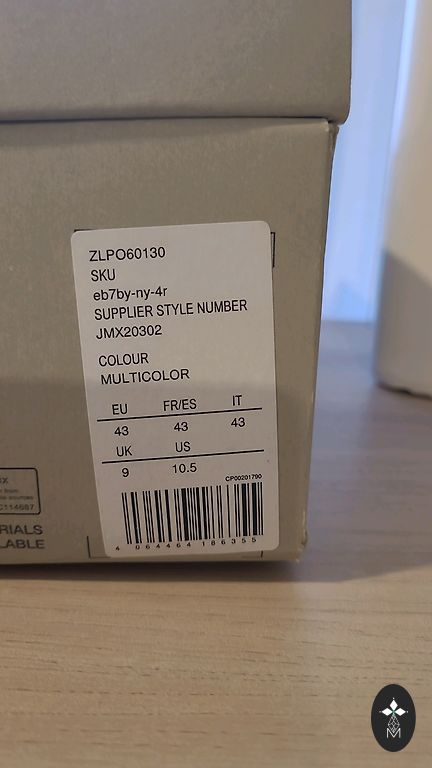 ZLPO60130
SKU
eb7by-ny-4r
SUPPLIER STYLE NUMBER
JMX20302
COLOUR
MULTICOLOR
EU FR/ES IT
43 43 43
UK US
9 10.5
CP00201790
4 064464 186355
C114687
RIALS
LABLE
M